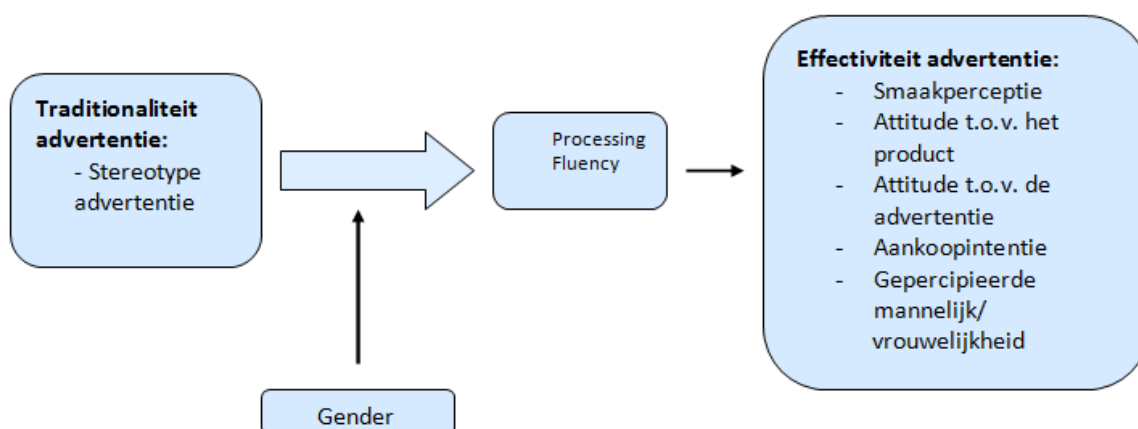 Traditionaliteit
advertentie:
- Stereotype
advertentie
Processing
Fluency
Effectiviteit advertentie:
- Smaakperceptie
- Attitude t.o.v. het
product
- Attitude t.o.v. de
advertentie
- Aankoopintentie
- Gepercipieerde
mannelijk/
vrouwelijkheid
Gender